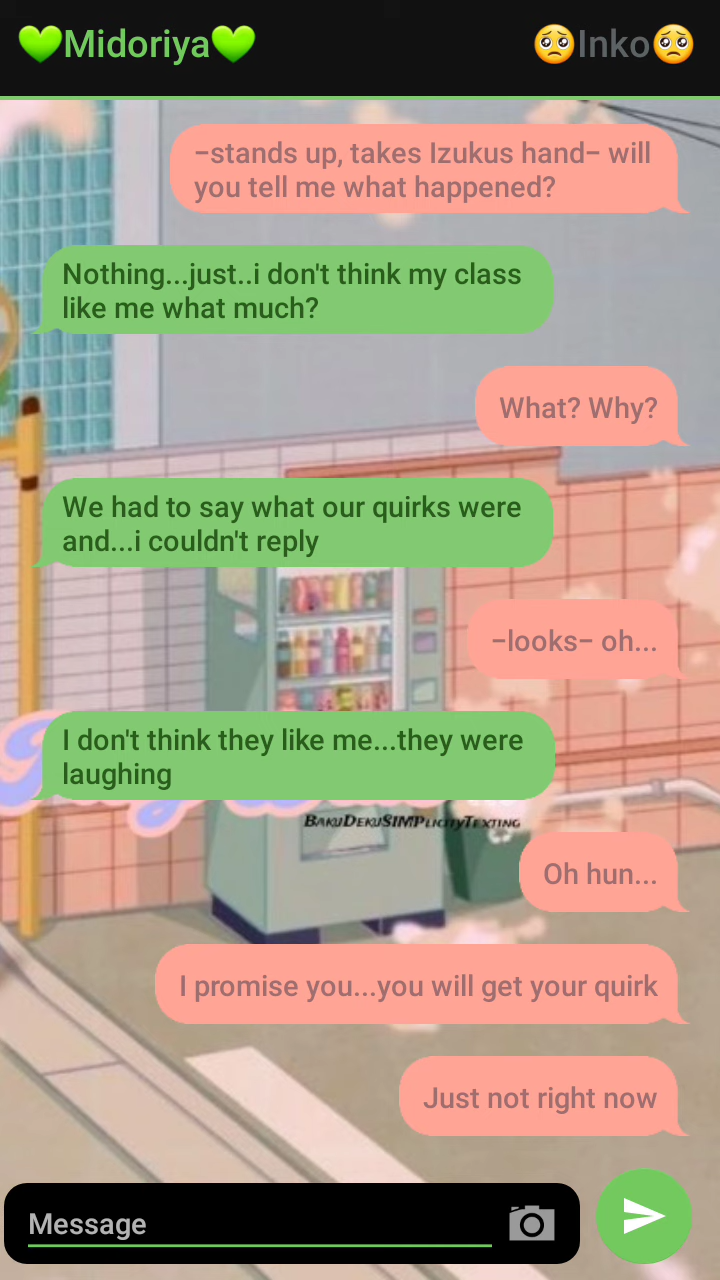 💚Midoriya💚
🥺Inko🥺
–stands up, takes Izukus hand– will
you tell me what happened?
Nothing...just..i don't think my class
like me what much?
What? Why?
We had to say what our quirks were
and...i couldn't reply
–looks– oh...
I don't think they like me...they were
laughing
BakuDekuSIMPlicityTexting
Oh hun...
I promise you...you will get your quirk
Just not right now
Message